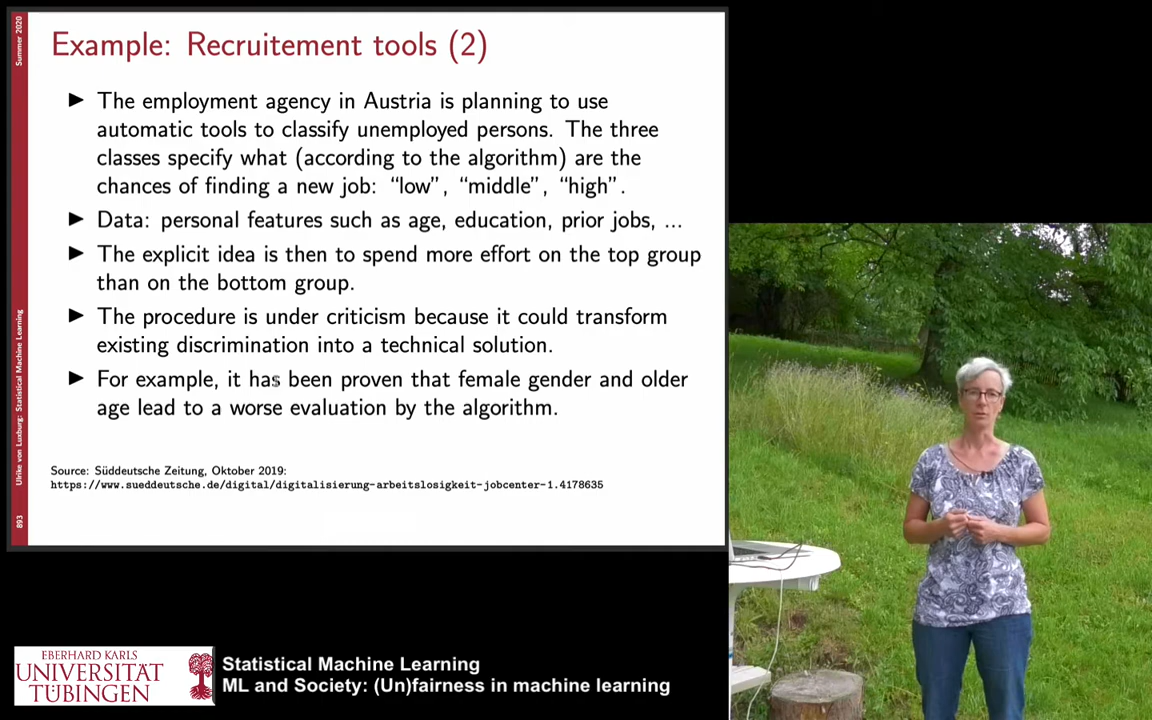 Summer 2020
Example: Recruitement tools (2)
► The employment agency in Austria is planning to use
automatic tools to classify unemployed persons. The three
classes specify what (according to the algorithm) are the
chances of finding a new job: “low”, “middle”, “high”.
► Data: personal features such as age, education, prior jobs, ...
► The explicit idea is then to spend more effort on the top group
than on the bottom group.
► The procedure is under criticism because it could transform
existing discrimination into a technical solution.
► For example, it has been proven that female gender and older
age lead to a worse evaluation by the algorithm.
Source: Süddeutsche Zeitung, Oktober 2019:
https://www.sueddeutsche.de/digital/digitalisierung-arbeitslosigkeit-jobcenter-1.4178635
Ulrike von Luxburg: Statistical Machine Learning
893
EBERHARD KARLS
UNIVERSITÄT
TÜBINGEN
Statistical Machine Learning
ML and Society: (Un)fairness in machine learning